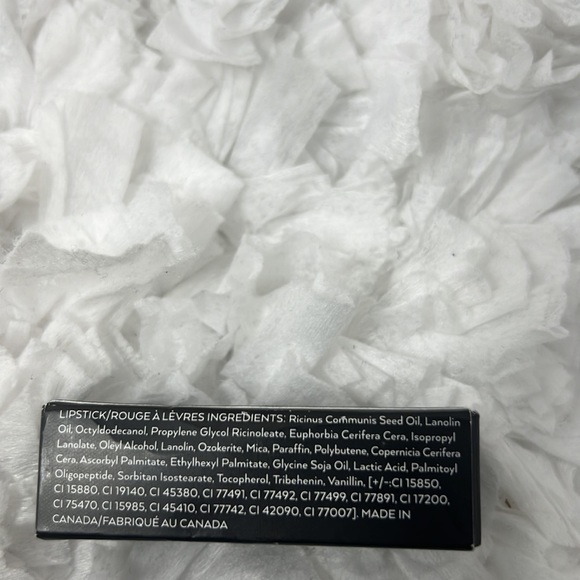 LIPSTICK/ROUGE À LÈVRES INGREDIENTS: Ricinus Communis Seed Oil, Lanolin
Oil, Octyldodecanol, Propylene Glycol Ricinoleate, Euphorbia Cerifera Cera, Isopropyl
Lanolate, Oleyl Alcohol, Lanolin, Ozokerite, Mica, Paraffin, Polybutene, Copernicia Cerifera
Cera, Ascorbyl Palmitate, Ethylhexyl Palmitate, Glycine Soja Oil, Lactic Acid, Palmitoyl
Oligopeptide, Sorbitan Isostearate, Tocopherol, Tribehenin, Vanillin, [+/-:CI 15850,
CI 15880, CI 19140, CI 45380, CI 77491, CI 77492, CI 77499, CI 77891, CI 17200,
CI 75470, CI 15985, CI 45410, CI 77742, CI 42090, CI 77007]. MADE IN
CANADA/FABRIQUÉ AU CANADA